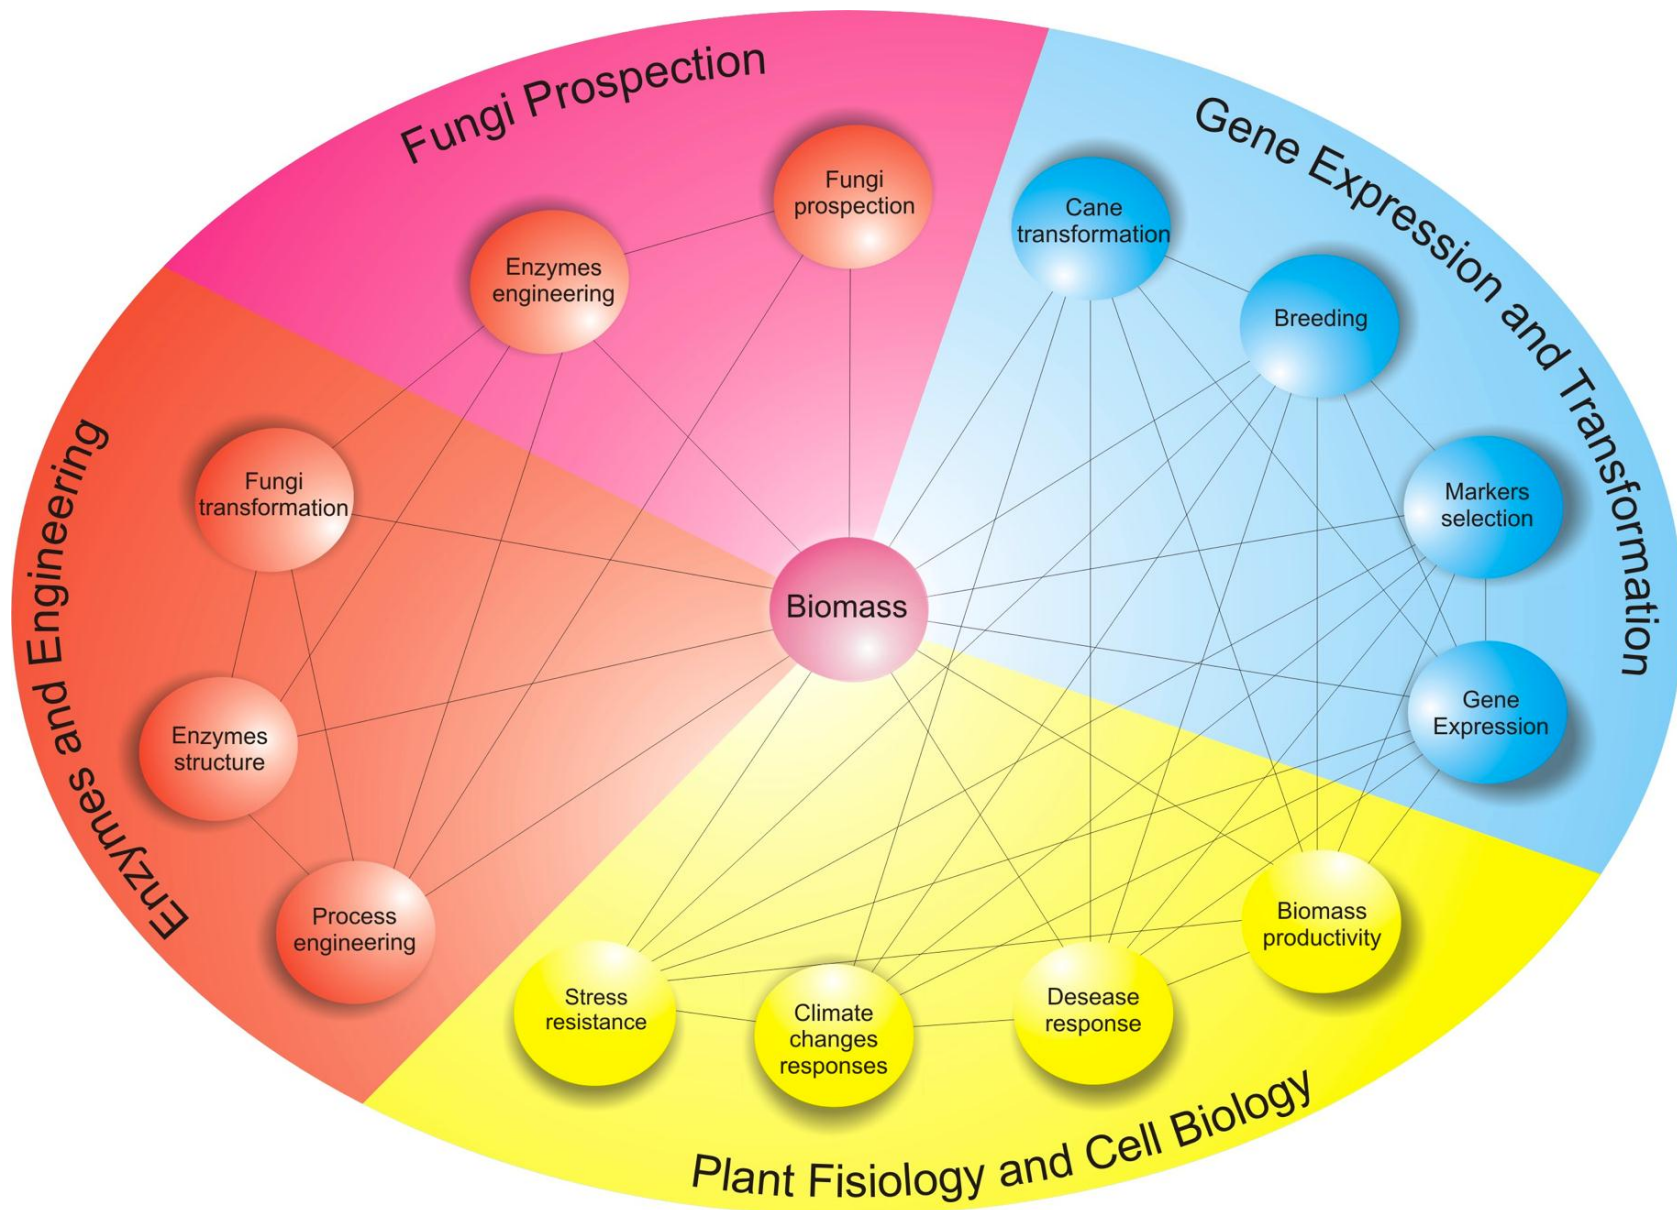 Fungi Prospection
Gene Expression and Transformation
Fungi
prospection
Enzymes
engineering
Cane
transformation
Breeding
Markers
selection
Gene
Expression
Fungi
transformation
Biomass
Enzymes
structure
Process
engineering
Stress
resistance
Climate
changes
responses
Desease
response
Biomass
productivity
Enzymes and Engineering
Plant Fisiology and Cell Biology